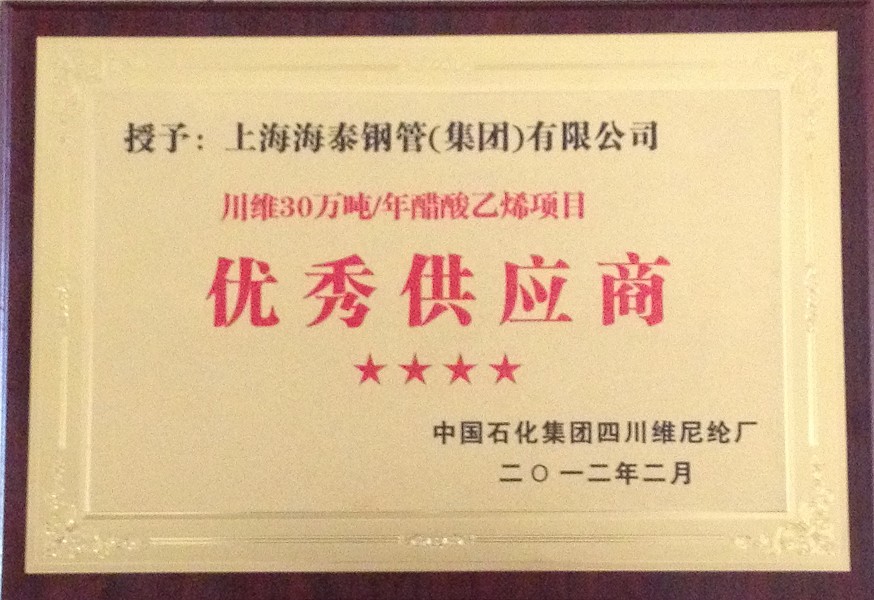 授予：上海海泰钢管(集团)有限公司
川维30万吨/年醋酸乙烯项目
优秀供应商
★★★★
中国石化集团四川维尼纶厂
二〇一二年二月